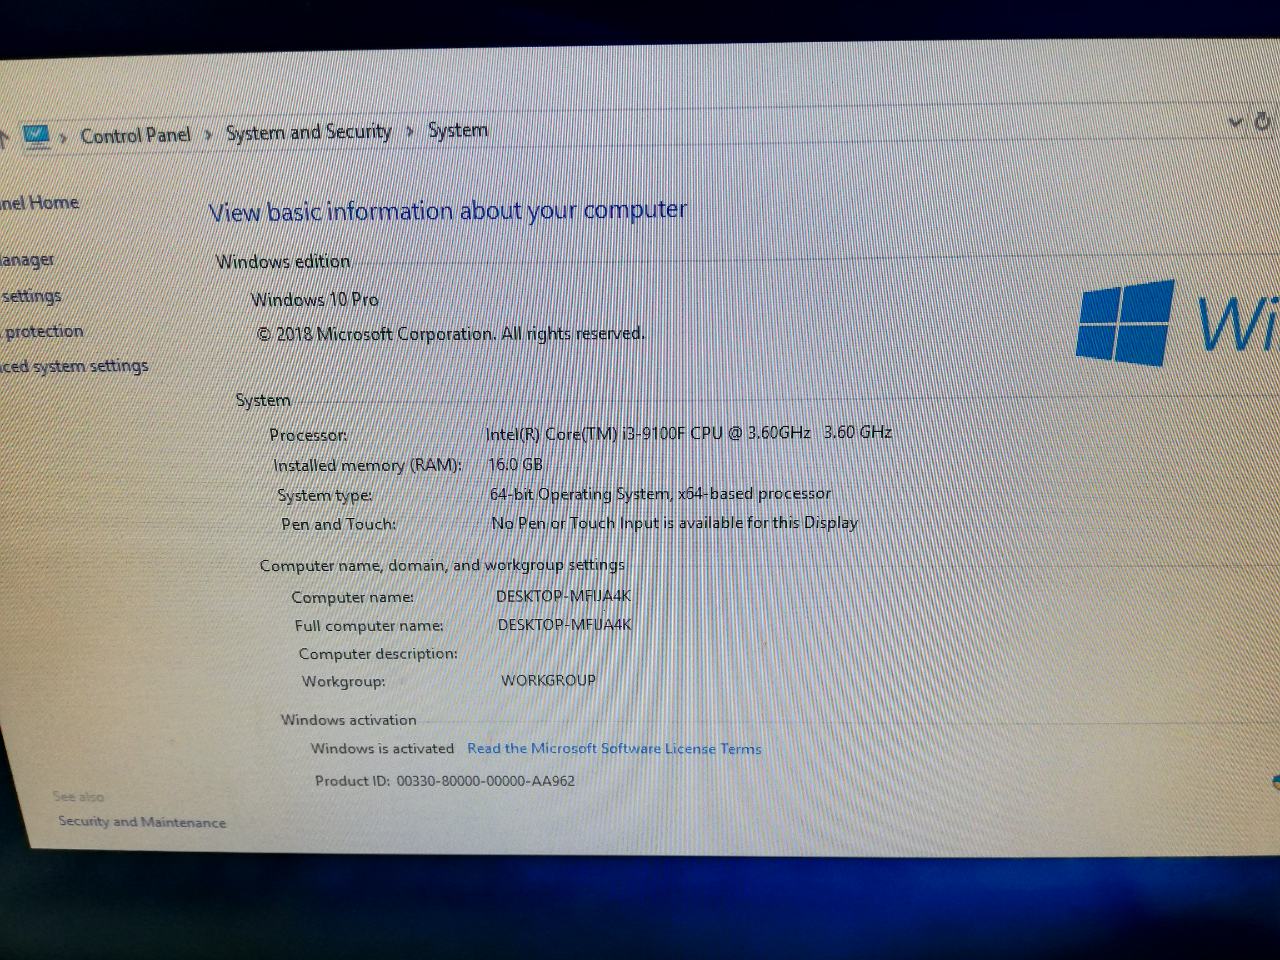 Control Panel > System and Security > System
nel Home
anager
settings
protection
ced system settings
View basic information about your computer
Windows edition
Windows 10 Pro
© 2018 Microsoft Corporation. All rights reserved.
Wi
System
Processor: Intel(R) Core(TM) i3-9100F CPU @ 3.60GHz 3.60 GHz
Installed memory (RAM): 16.0 GB
System type: 64-bit Operating System, x64-based processor
Pen and Touch: No Pen or Touch Input is available for this Display
Computer name, domain, and workgroup settings
Computer name:
Full computer name:
Computer description:
Workgroup: WORKGROUP
Windows activation
Windows is activated Read the Microsoft Software License Terms
Product ID: 00330-80000-00000-AA962
See also
Security and Maintenance